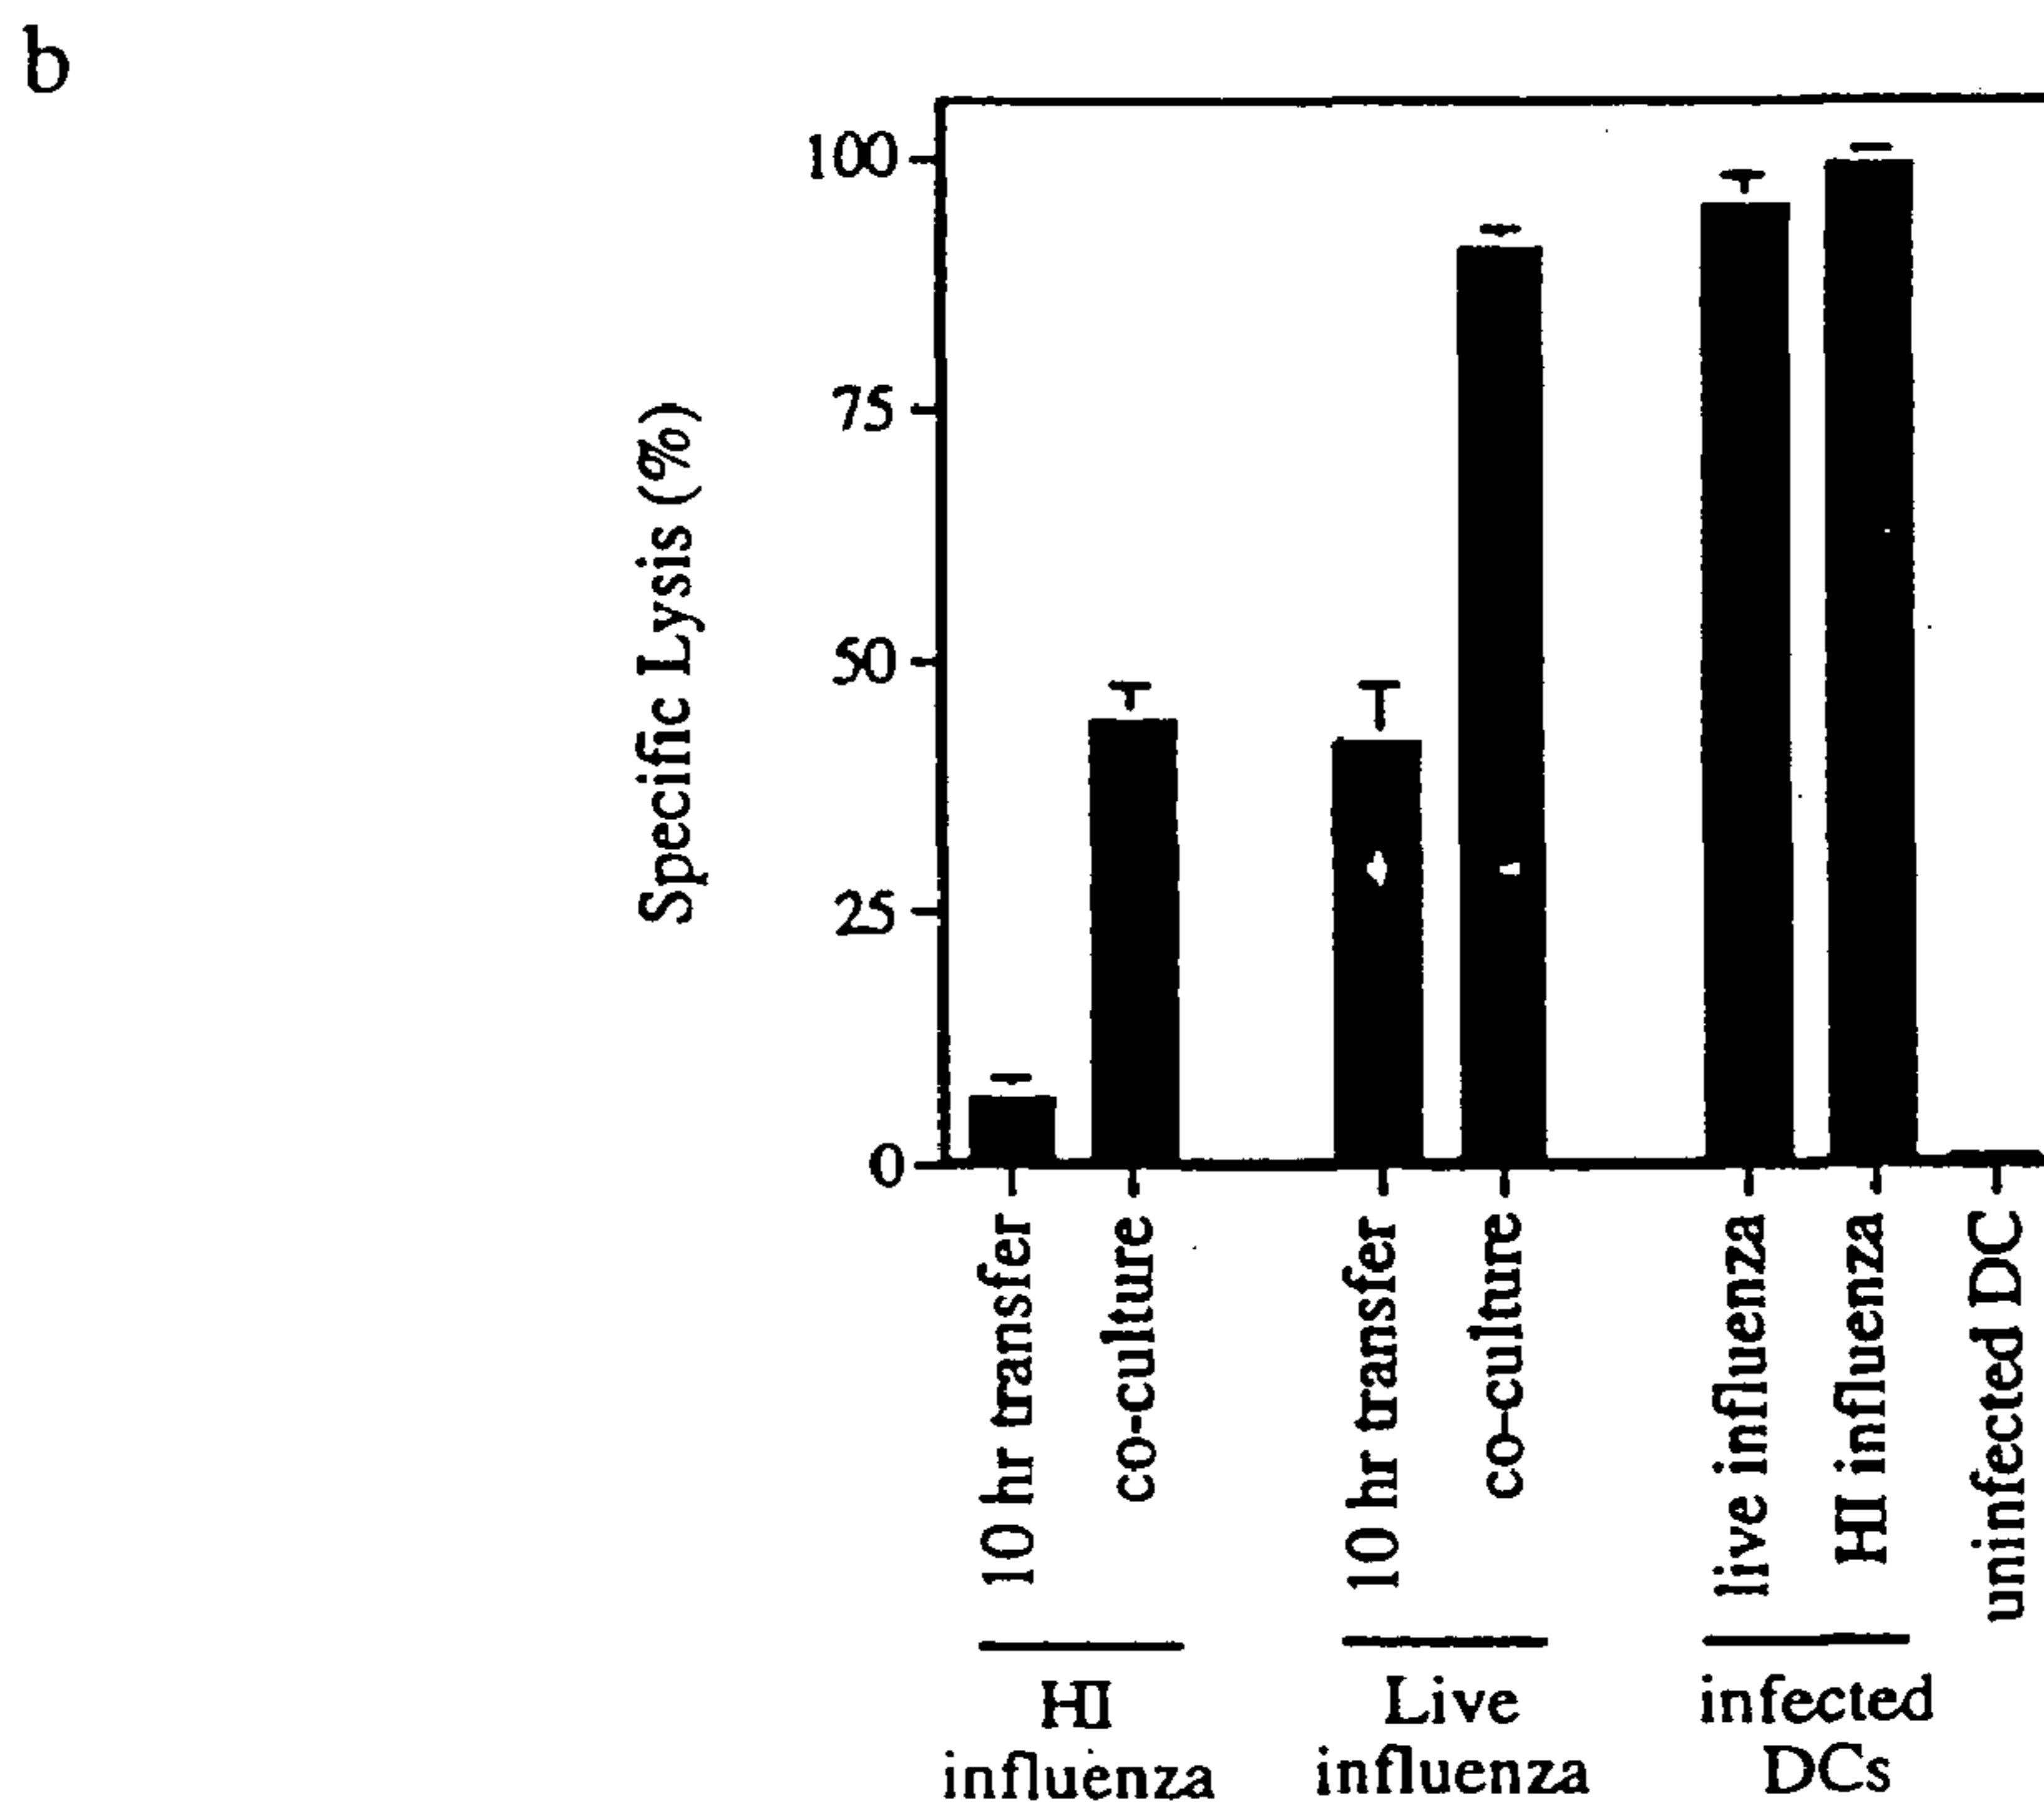 b
100
75
50
25
0
Specific Lysis (%)
10 hr transfer
co-culture
10 hr transfer
co-culture
live influenza
HI influenza
uninfected DC
HI
influenza
Live
influenza
infected
DCs